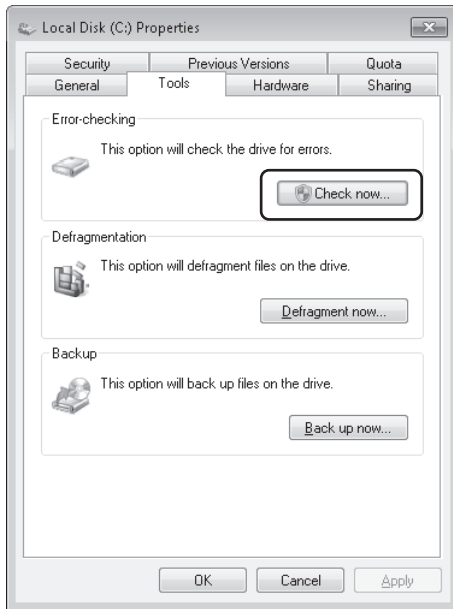 Local Disk (C:) Properties
Security Previous Versions Quota
General Tools Hardware Sharing
Error-checking
This option will check the drive for errors.
Check now...
Defragmentation
This option will defragment files on the drive.
Defragment now...
Backup
This option will back up files on the drive.
Back up now...
OK Cancel Apply